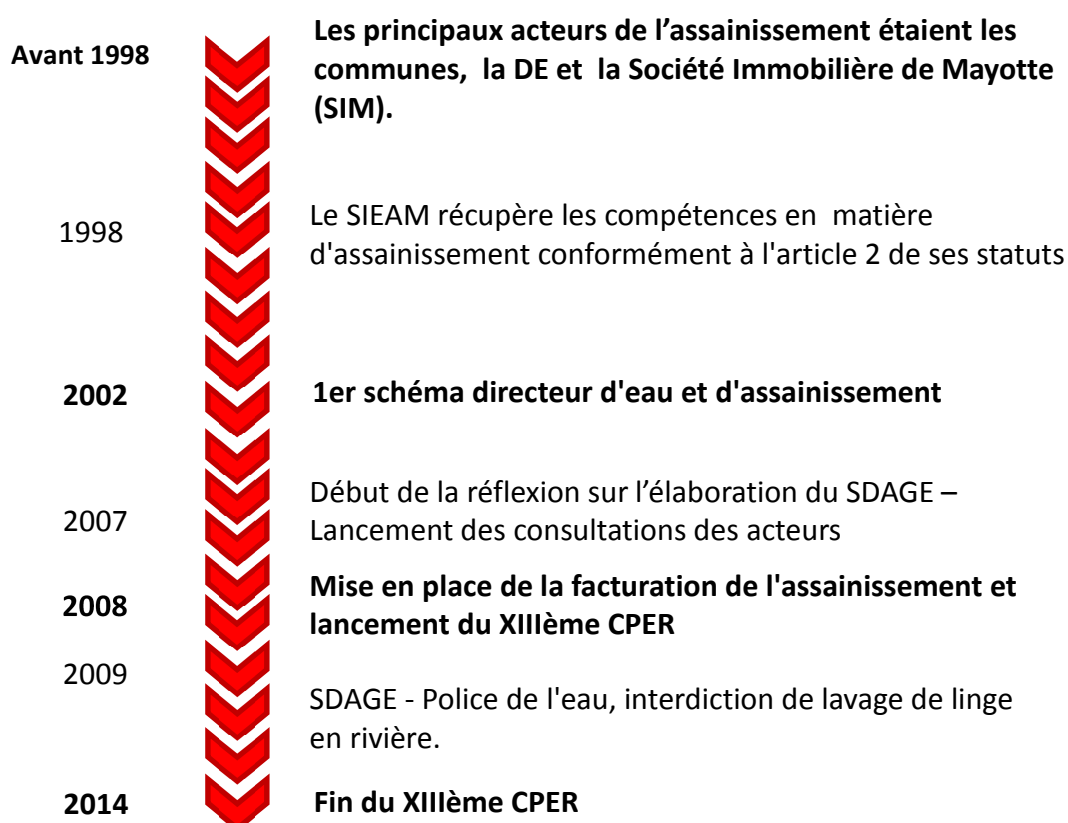 Avant 1998
Les principaux acteurs de l’assainissement étaient les
communes, la DE et la Société Immobilière de Mayotte
(SIM).
1998
Le SIEAM récupère les compétences en matière
d'assainissement conformément à l'article 2 de ses statuts
2002
1er schéma directeur d'eau et d'assainissement
2007
Début de la réflexion sur l’élaboration du SDAGE –
Lancement des consultations des acteurs
2008
Mise en place de la facturation de l'assainissement et
lancement du XIIIème CPER
2009
SDAGE - Police de l'eau, interdiction de lavage de linge
en rivière.
2014
Fin du XIIIème CPER